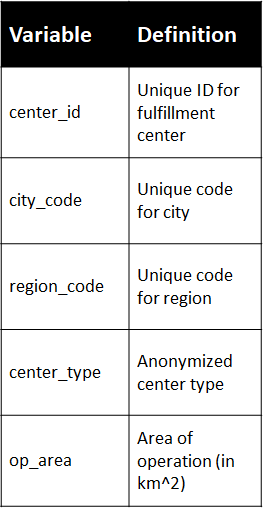 Variable Definition
center_id
Unique ID for
fulfillment
center
city_code
Unique code
for city
region_code
Unique code
for region
center_type
Anonymized
center type
op_area
Area of
operation (in
km^2)